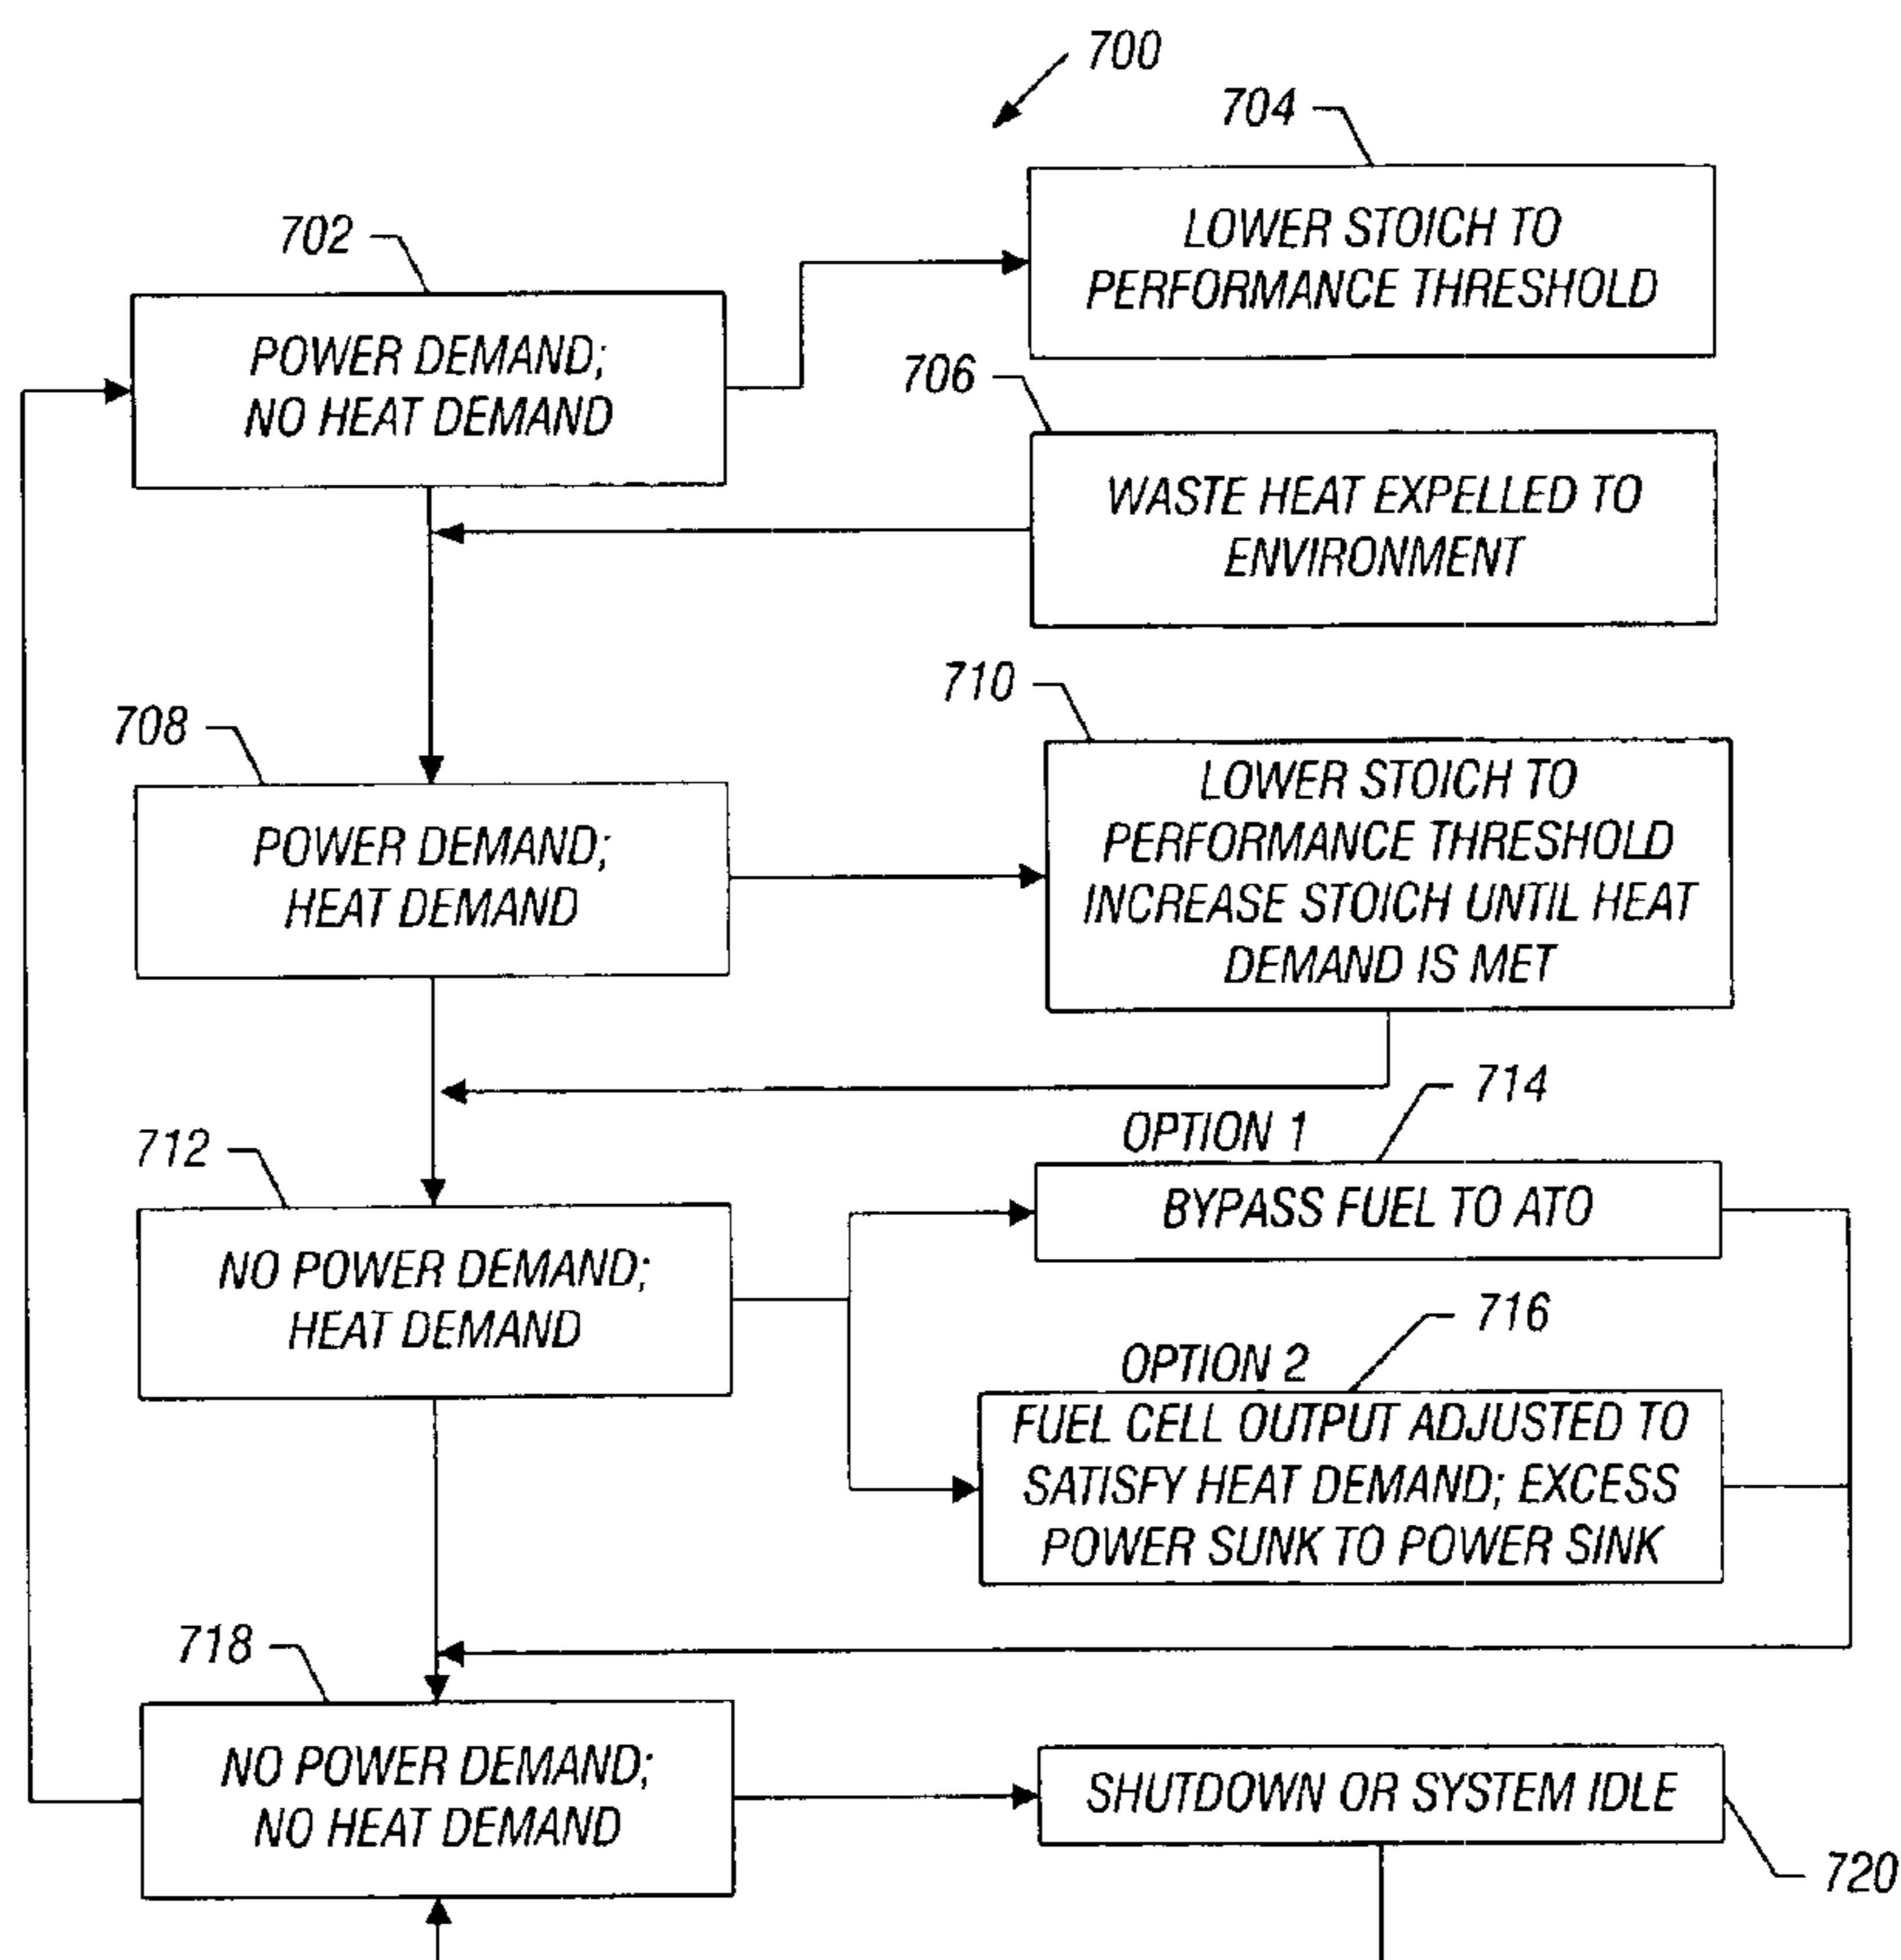 700
704
LOWER STOICH TO
PERFORMANCE THRESHOLD
702
POWER DEMAND;
NO HEAT DEMAND
706
WASTE HEAT EXPELLED TO
ENVIRONMENT
710
LOWER STOICH TO
PERFORMANCE THRESHOLD
INCREASE STOICH UNTIL HEAT
DEMAND IS MET
708
POWER DEMAND;
HEAT DEMAND
714
OPTION 1
BYPASS FUEL TO ATO
712
NO POWER DEMAND;
HEAT DEMAND
716
OPTION 2
FUEL CELL OUTPUT ADJUSTED TO
SATISFY HEAT DEMAND; EXCESS
POWER SUNK TO POWER SINK
718
NO POWER DEMAND;
NO HEAT DEMAND
SHUTDOWN OR SYSTEM IDLE
720